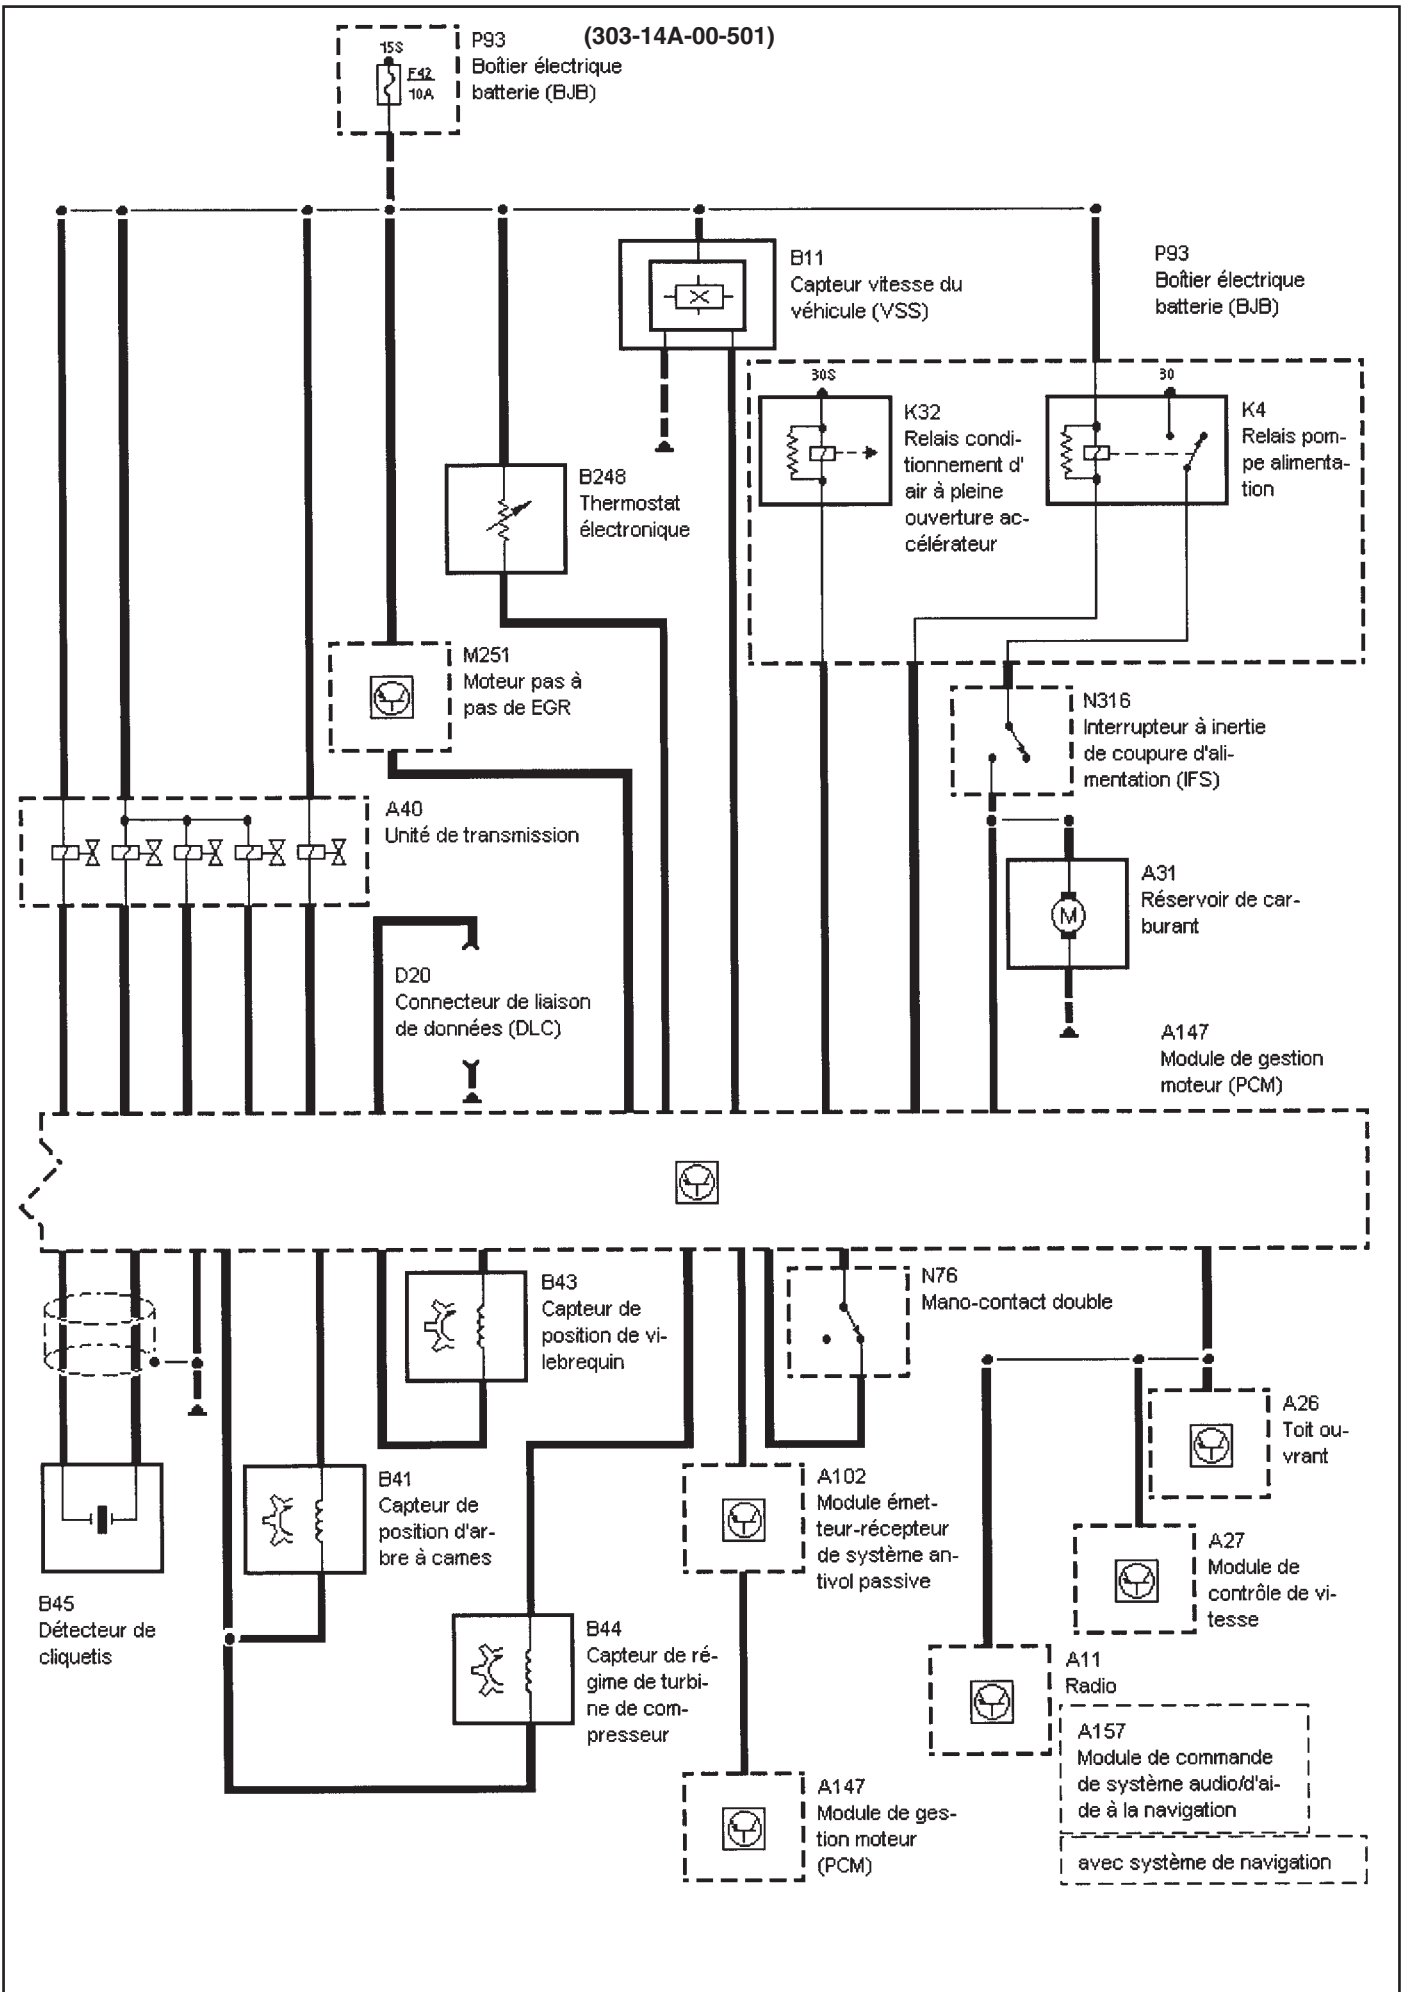 (303-14A-00-501)
P93
Boîtier électrique
batterie (BJB)
15S
F42
10A
B11
Capteur vitesse du
véhicule (VSS)
P93
Boîtier électrique
batterie (BJB)
30S
30
K32
Relais condi-
tionnement d'
air à pleine
ouverture ac-
célérateur
K4
Relais pom-
pe alimenta-
tion
B248
Thermostat
électronique
M251
Moteur pas à
pas de EGR
N316
Interrupteur à inertie
de coupure d'ali-
mentation (IFS)
A40
Unité de transmission
A31
Réservoir de car-
burant
M
D20
Connecteur de liaison
de données (DLC)
A147
Module de gestion
moteur (PCM)
B43
Capteur de
position de vi-
lebrequin
N76
Mano-contact double
A26
Toit ou-
vrant
B41
Capteur de
position d'ar-
bre à cames
A102
Module émet-
teur-récepteur
de système an-
tivol passive
A27
Module de
contrôle de vi-
tesse
B45
Détecteur de
cliquetis
B44
Capteur de ré-
gime de turbi-
ne de com-
presseur
A11
Radio
A157
Module de commande
de système audio/d'ai-
de à la navigation
A147
Module de ges-
tion moteur
(PCM)
avec système de navigation